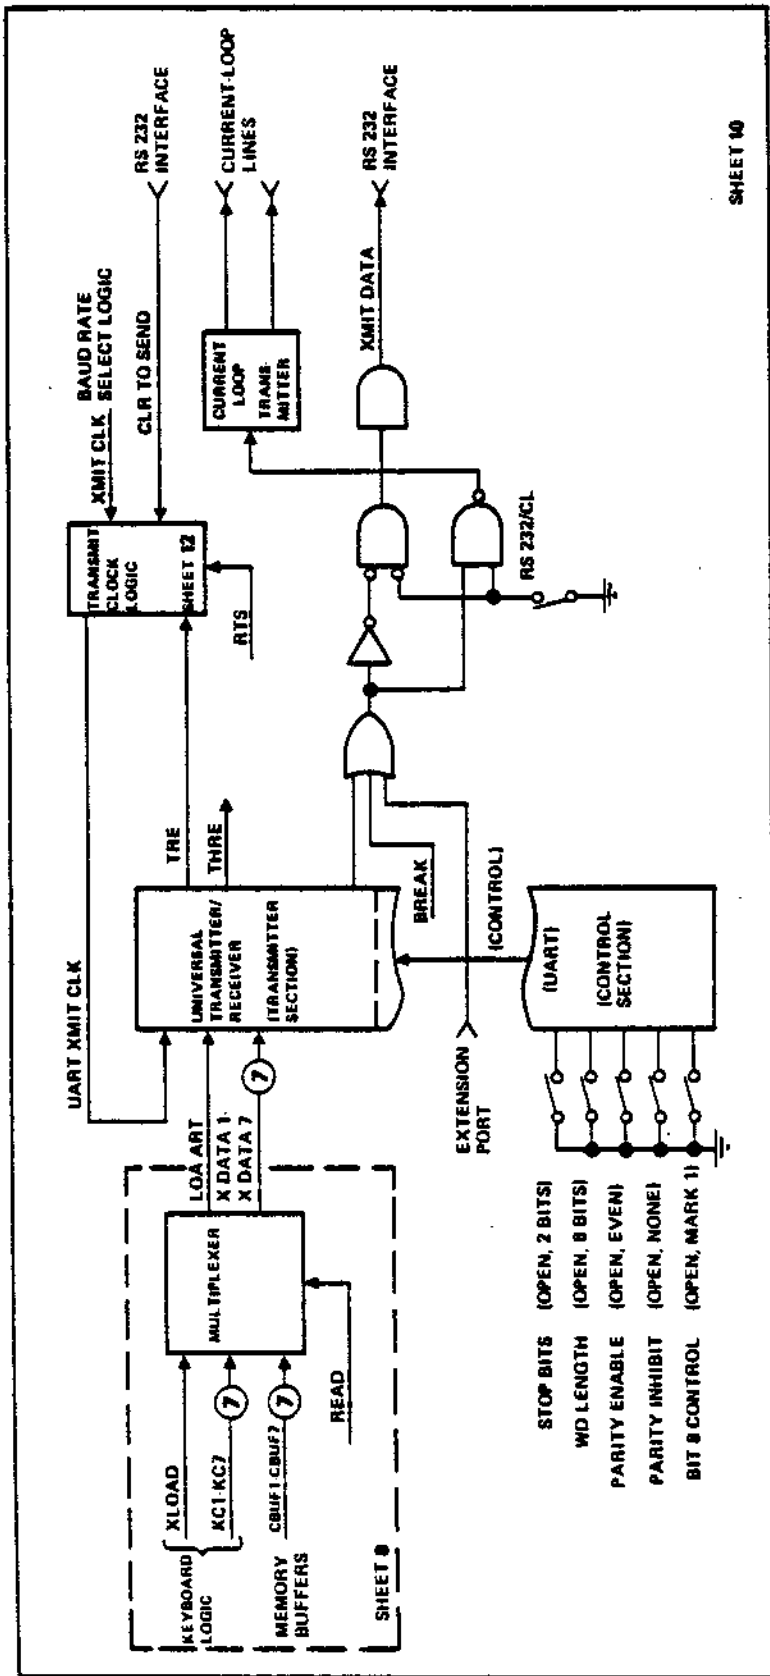 KEYBOARD
LOGIC
XLOAD
KC1-KC7
7
MEMORY
BUFFERS
CBUF1-CBUF7
7
READ
SHEET 8
MULTIPLEXER
LOA ART
X DATA 1-
X DATA 7
7
UART XMIT CLK
UNIVERSAL
TRANSMITTER/
RECEIVER
(TRANSMITTER
SECTION)
TRE
THRE
TRANSMIT
CLOCK
LOGIC
SHEET 12
RTS
XMIT CLK
BAUD RATE
SELECT LOGIC
CLR TO SEND
RS 232
INTERFACE
CURRENT
LOOP
TRANS-
MITTER
CURRENT-LOOP
LINES
XMIT DATA
RS 232
INTERFACE
RS 232/CL
BREAK
EXTENSION
PORT
(CONTROL)
(UART)
(CONTROL
SECTION)
STOP BITS (OPEN, 2 BITS)
WD LENGTH (OPEN, 8 BITS)
PARITY ENABLE (OPEN, EVEN)
PARITY INHIBIT (OPEN, NONE)
BIT 8 CONTROL (OPEN, MARK 1)
SHEET 10